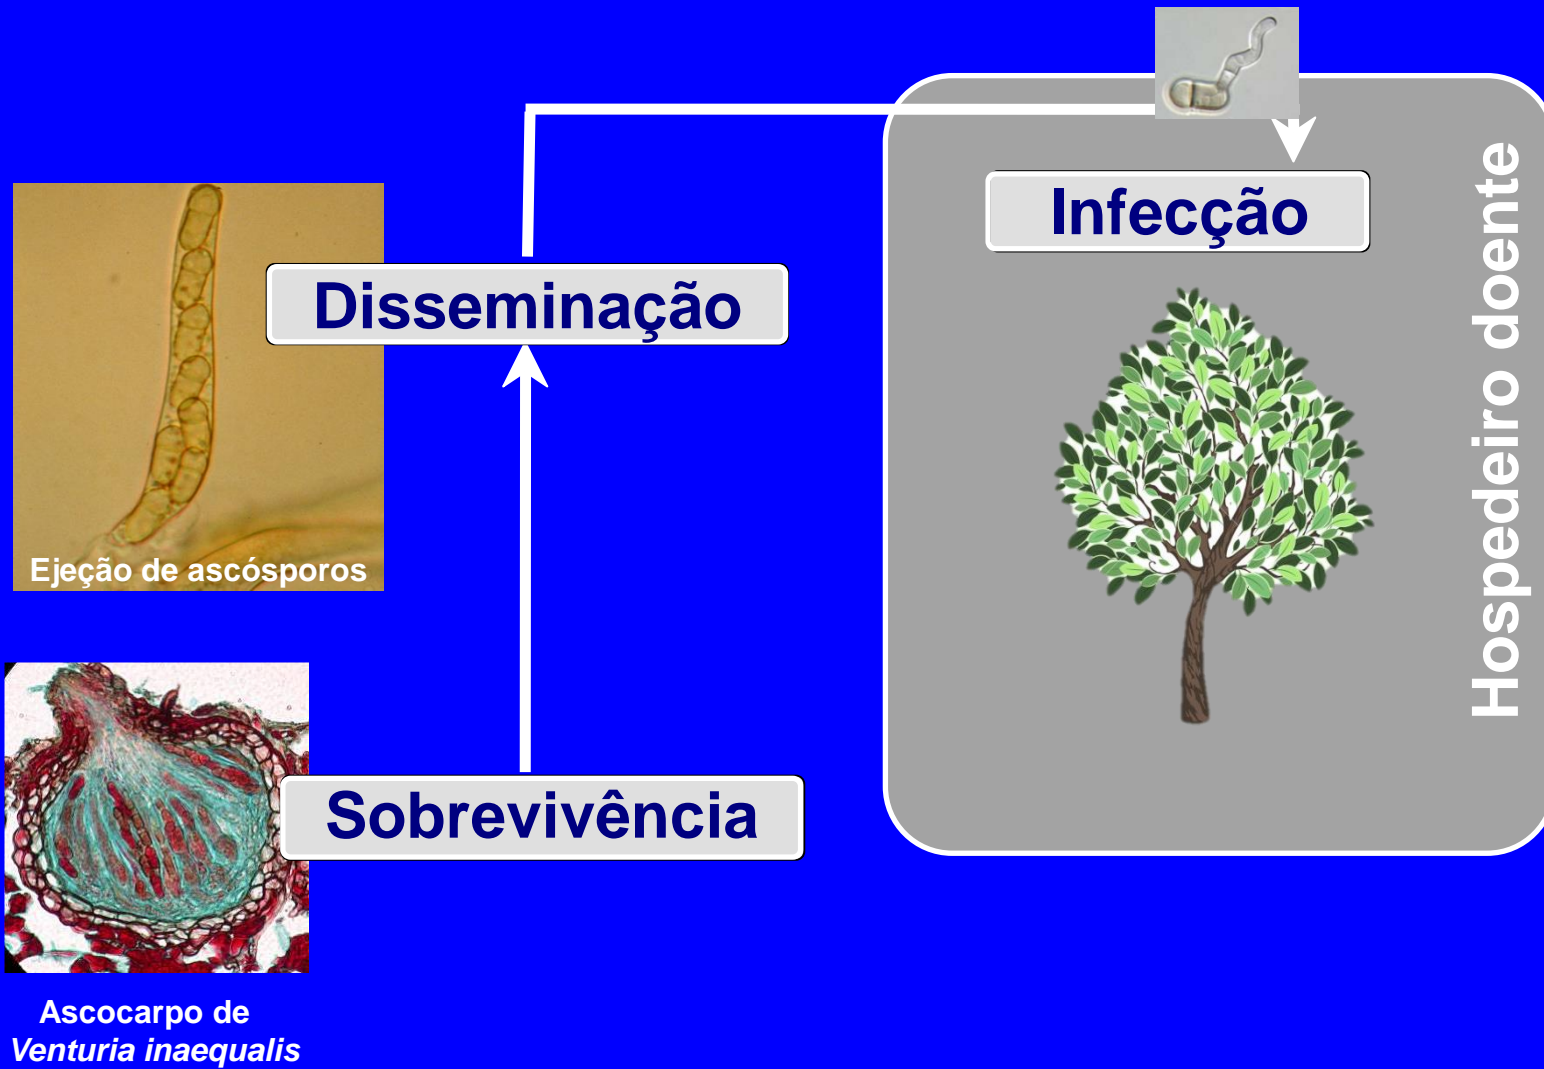 Infecção
Hospedeiro doente
Disseminação
Ejeção de ascósporos
Sobrevivência
Ascocarpo de
Venturia inaequalis